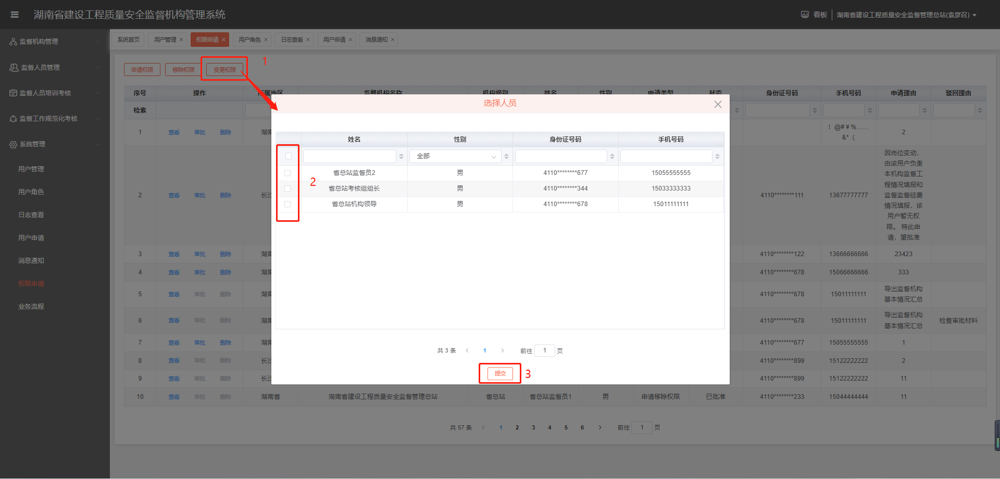 湖南省建设工程质量安全监督机构管理系统
看板
湖南省建设工程质量安全监督管理总站(袁彦召)
监督机构管理
监督人员管理
监督人员培训考核
监督工作规范化考核
系统管理
用户管理
用户角色
日志查看
用户申请
消息通知
权限申请
业务流程
系统首页 用户管理 权限申请 用户角色 日志查看 用户申请 消息通知
申请权限 移除权限 变更权限 1
序号 操作 所属地区 监督机构名称 机构级别 姓名 性别 申请类型 状态 身份证号码 手机号码 申请理由 驳回理由
检索
1 查看 审批 删除 湖南 ！@#￥%…… 2
&*（
2 查看 审批 删除 长沙 4110********111 13677777777
因岗位变动，
由该用户负责
本机构监督工
程情况填报和
监督监督经费
情况填报，该
用户暂无权
限。 特此申
请，望批准
3 查看 审批 删除 湖南 4110********122 13666666666 23423
4 查看 审批 删除 湖南 4110********678 15066666666 333
5 查看 审批 删除 湖南 4110********678 15011111111 导出监督机构
基本情况汇总
6 查看 审批 删除 湖南 4110********678 15011111111 导出监督机构
基本情况汇总 检查审批材料
7 查看 审批 删除 湖南 4110********677 15055555555 1
8 查看 审批 删除 长沙 4110********899 15122222222 2
9 查看 审批 删除 长沙 4110********899 15122222222 11
10 查看 审批 删除 湖南省 湖南省建设工程质量安全监督管理总站 省总站 省总站监督员1 男 申请移除权限 已批准 4110********233 15044444444 11
共 57 条 1 2 3 4 5 6 前往 1 页
选择人员
姓名 性别 身份证号码 手机号码
全部
省总站监督员2 男 4110********677 15055555555
2
省总站考核组组长 男 4110********344 15033333333
省总站机构领导 男 4110********678 15011111111
共 3 条 1 前往 1 页
提交 3